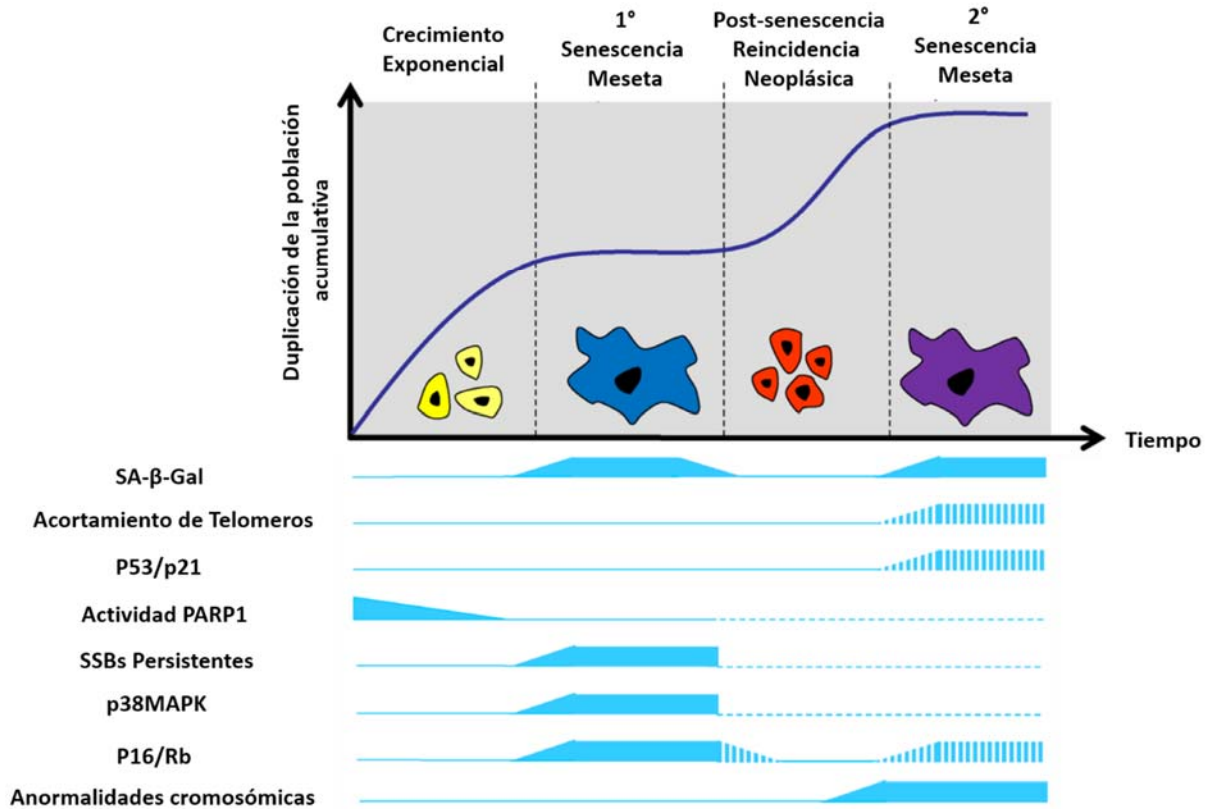 Crecimiento
Exponencial
1°
Senescencia
Meseta
Post-senescencia
Reincidencia
Neoplásica
2°
Senescencia
Meseta
Duplicación de la población
acumulativa
Tiempo
SA-β-Gal
Acortamiento de Telomeros
P53/p21
Actividad PARP1
SSBs Persistentes
p38MAPK
P16/Rb
Anormalidades cromosómicas